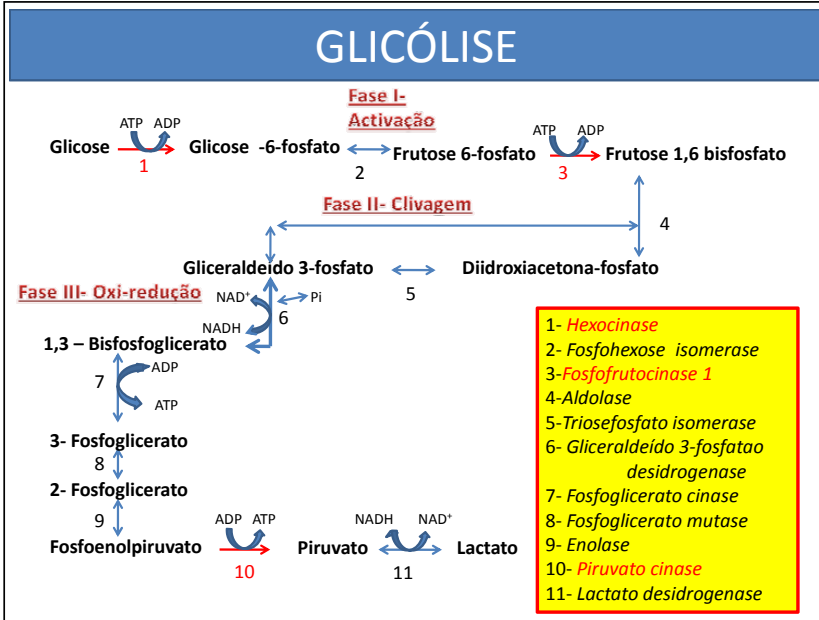 GLICÓLISE
Fase I-
Activação
ATP ADP
ATP ADP
Glicose
Glicose -6-fosfato
Frutose 6-fosfato
Frutose 1,6 bisfosfato
1
2
3
Fase II- Clivagem
4
Gliceraldeido 3-fosfato
Diidroxiacetona-fosfato
5
Fase III- Oxi-redução
NAD+
Pi
6
NADH
1,3 – Bisfosfoglicerato
7
ADP
ATP
3- Fosfoglicerato
8
2- Fosfoglicerato
9
ADP ATP
NADH NAD+
Fosfoenolpiruvato
Piruvato
Lactato
10
11
1- Hexocinase
2- Fosfohexose isomerase
3-Fosfofrutocinase 1
4-Aldolase
5-Triosefosfato isomerase
6- Gliceraldeído 3-fosfatao
desidrogenase
7- Fosfoglicerato cinase
8- Fosfoglicerato mutase
9- Enolase
10- Piruvato cinase
11- Lactato desidrogenase